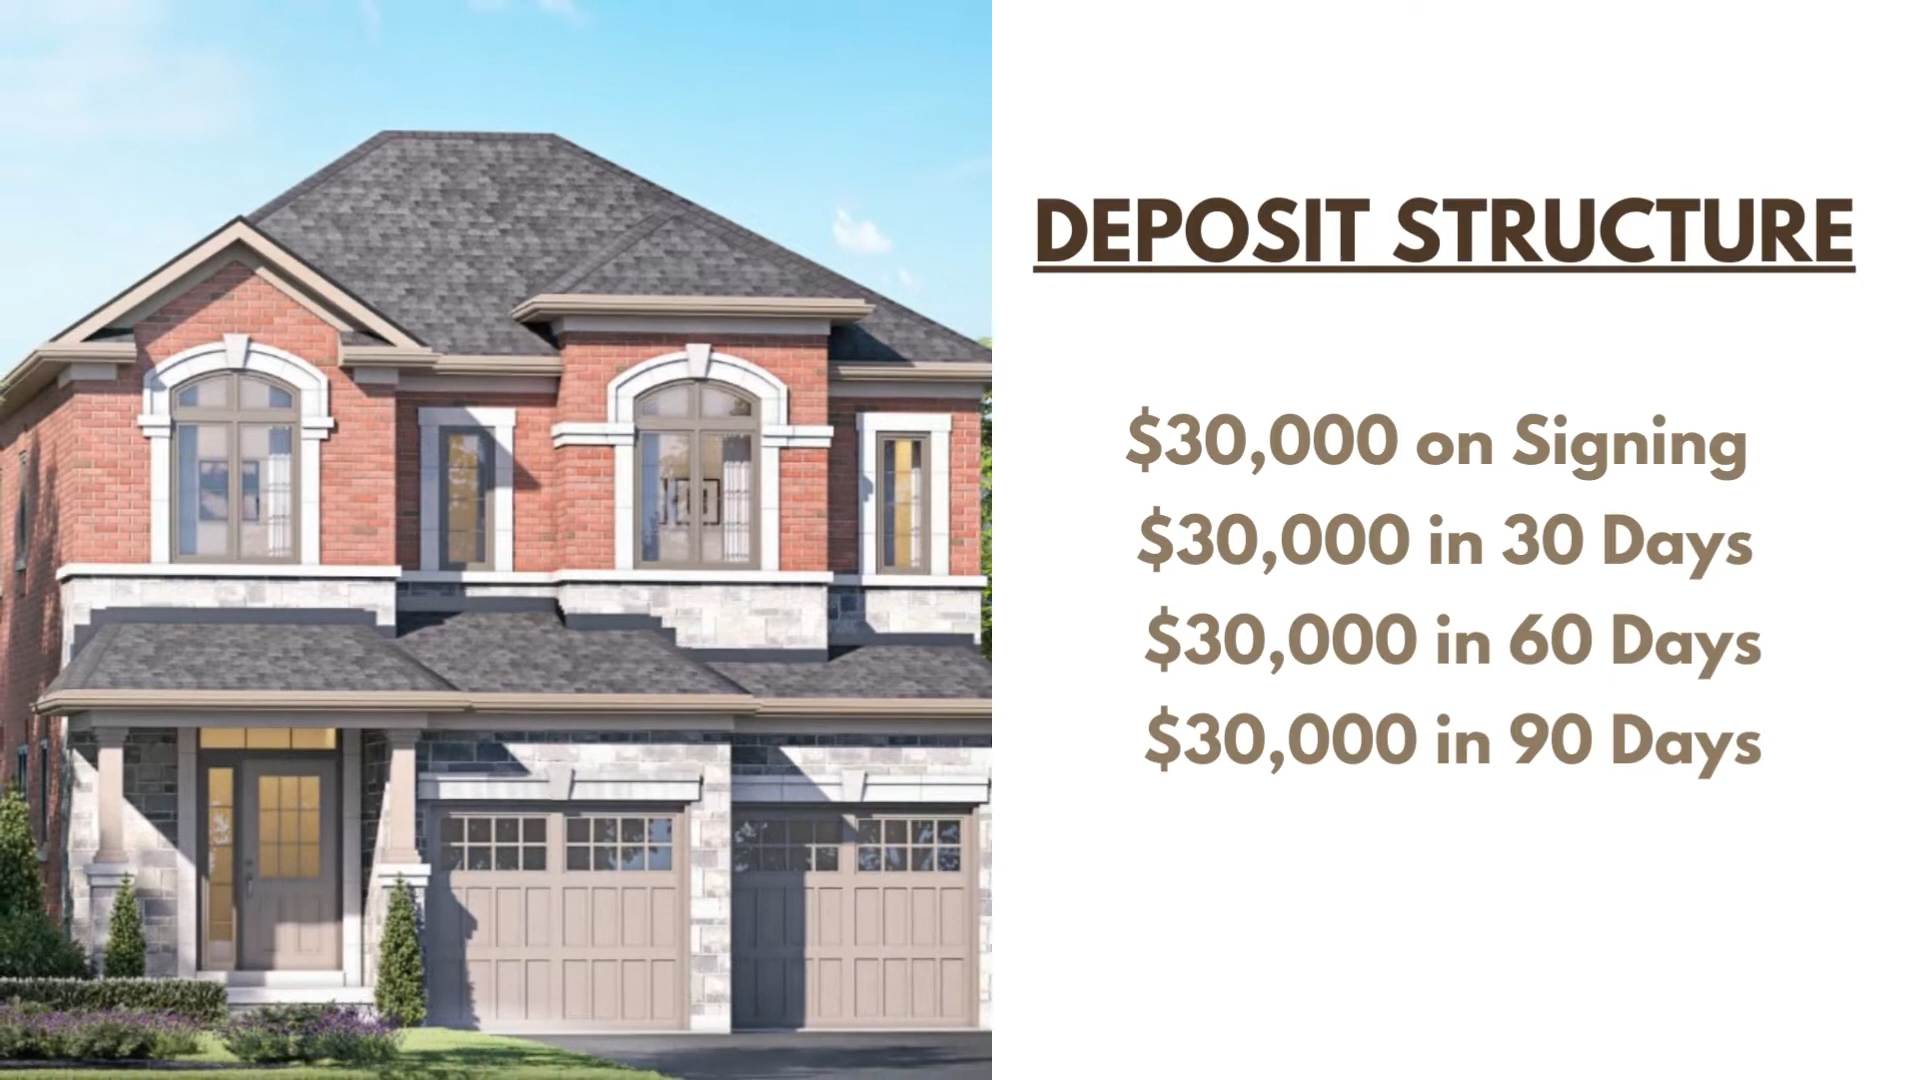 DEPOSIT STRUCTURE
$30,000 on Signing
$30,000 in 30 Days
$30,000 in 60 Days
$30,000 in 90 Days